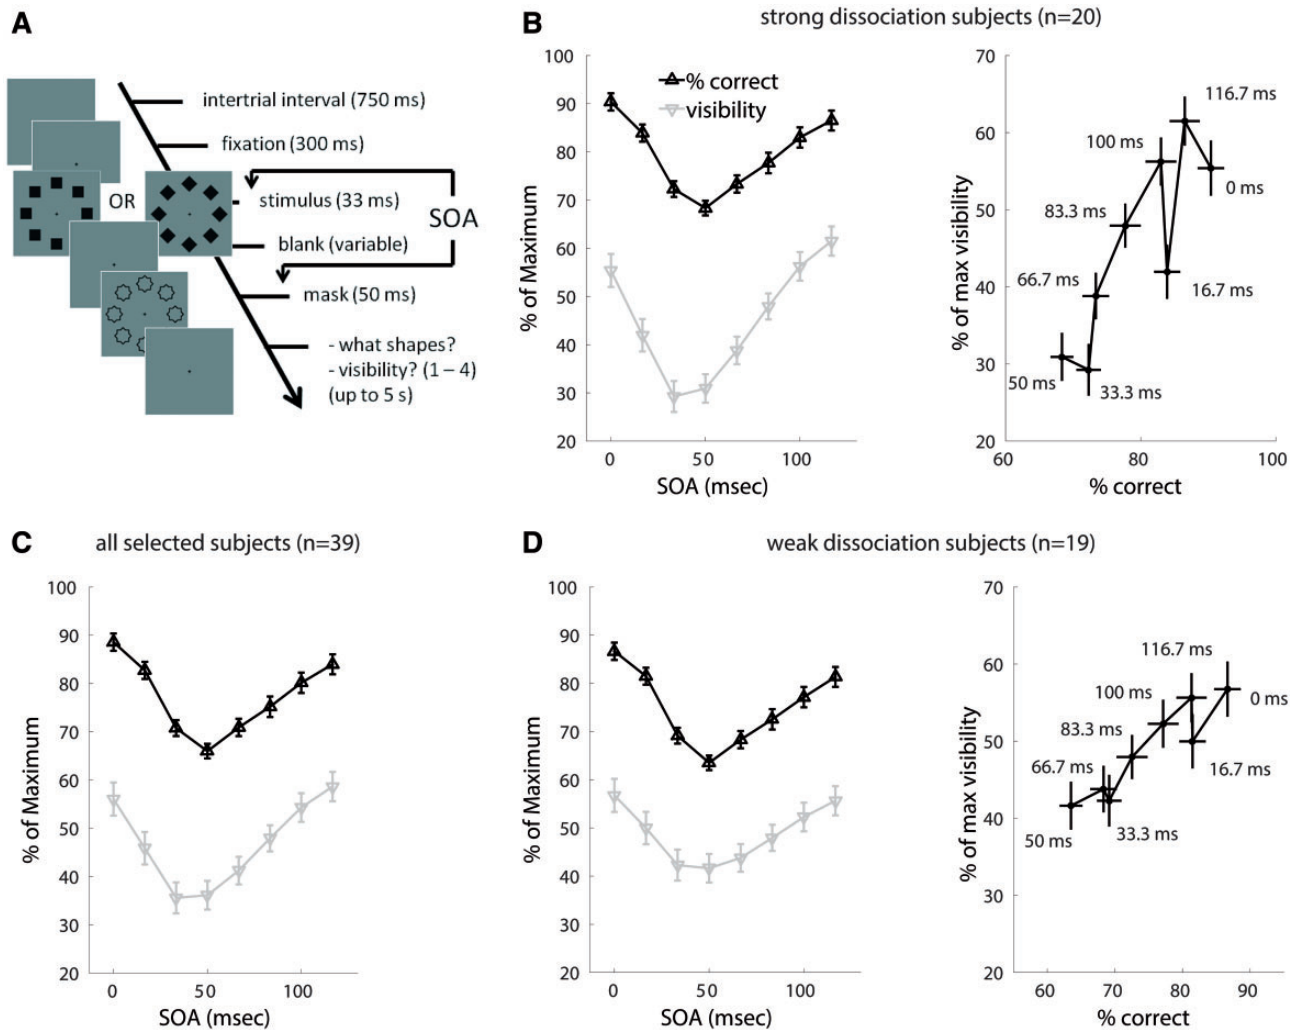 A
intertrial interval (750 ms)
fixation (300 ms)
OR
stimulus (33 ms)
SOA
blank (variable)
mask (50 ms)
- what shapes?
- visibility? (1 – 4)
(up to 5 s)
B
strong dissociation subjects (n=20)
100
90
80
70
60
50
40
30
20
% of Maximum
% correct
visibility
0
50
100
SOA (msec)
70
60
50
40
30
20
% of max visibility
116.7 ms
100 ms
0 ms
83.3 ms
66.7 ms
16.7 ms
50 ms
33.3 ms
60
80
100
% correct
C
all selected subjects (n=39)
100
90
80
70
60
50
40
30
20
% of Maximum
0
50
100
SOA (msec)
D
weak dissociation subjects (n=19)
100
90
80
70
60
50
40
30
20
% of Maximum
0
50
100
SOA (msec)
70
60
50
40
30
20
% of max visibility
116.7 ms
100 ms
0 ms
83.3 ms
66.7 ms
16.7 ms
50 ms
33.3 ms
60
70
80
90
% correct